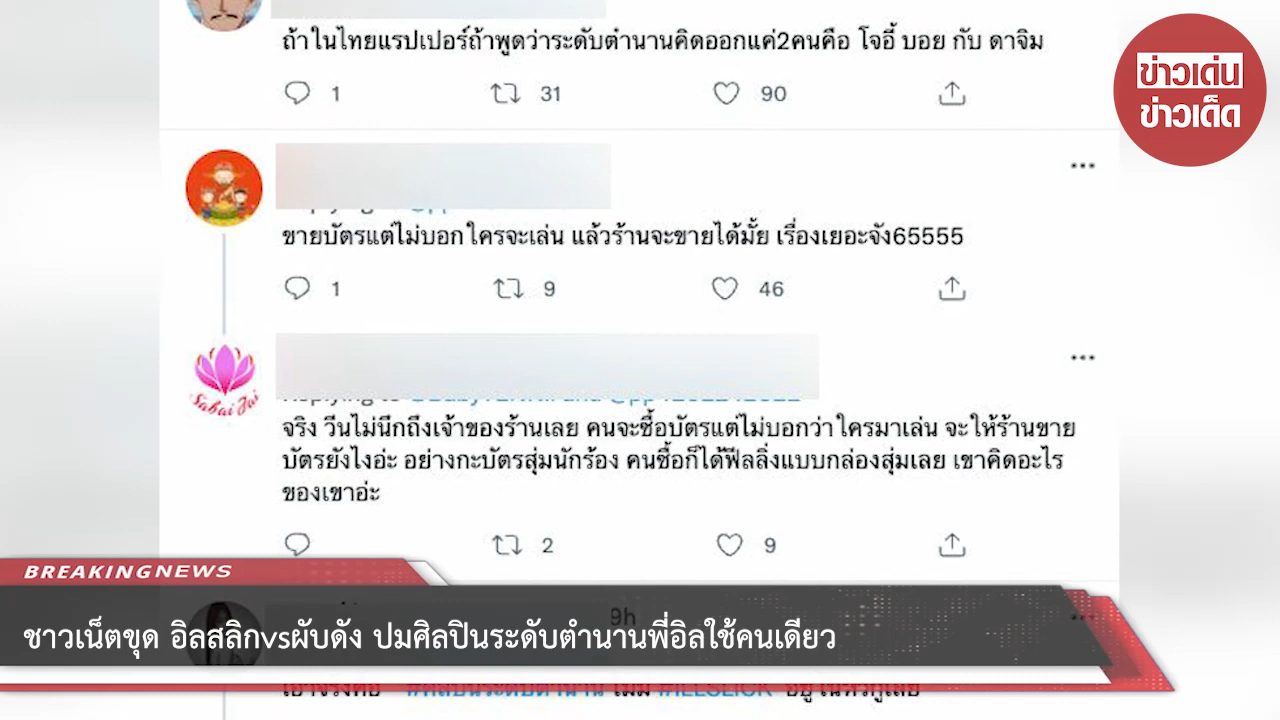 ถ้าในไทยแรปเปอร์ถ้าพูดว่าระดับตำนานคิดออกแค่2คนคือ โจอี้ บอย กับ ดาจิม
1 31 90
ข่าวเด่น
ข่าวเด็ด
ขายบัตรแต่ไม่บอกใครจะเล่น แล้วร้านจะขายได้มั้ย เรื่องเยอะจัง65555
1 9 46
Sabai Jai
จริง วีนไม่นึกถึงเจ้าของร้านเลย คนจะซื้อบัตรแต่ไม่บอกว่าใครมาเล่น จะให้ร้านขาย
บัตรยังไงอ่ะ อย่างกะบัตรสุ่มนักร้อง คนซื้อก็ได้ฟีลลิ่งแบบกล่องสุ่มเลย เขาคิดอะไร
ของเขาอ่ะ
2 9
BREAKINGNEWS
9h
ชาวเน็ตขุด อิลสลิกvsผับดัง ปมศิลปินระดับตำนานพี่อิลใช้คนเดียว